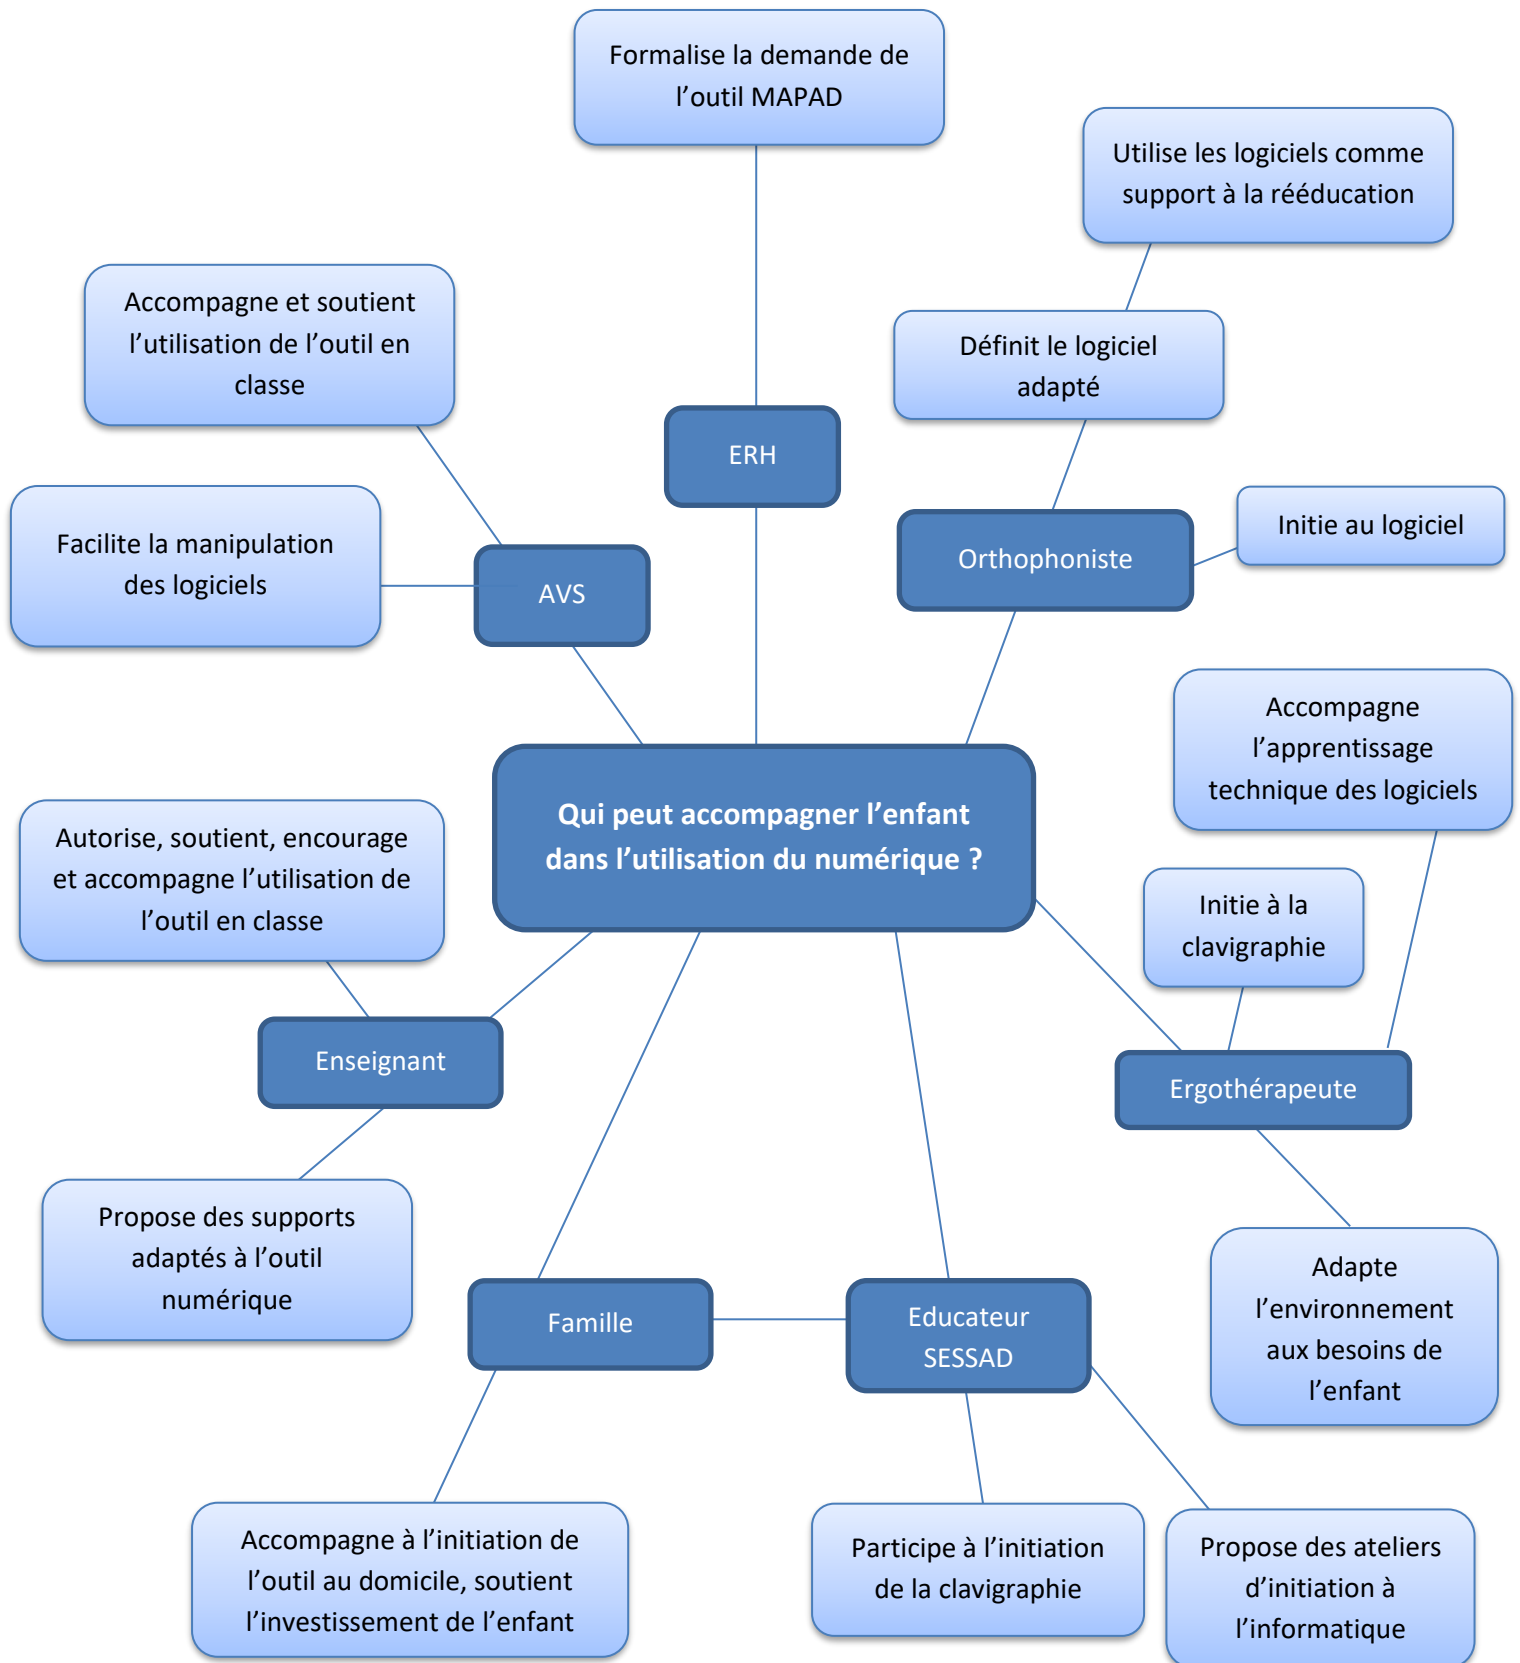 Formalise la demande de
l’outil MAPAD
Utilise les logiciels comme
support à la rééducation
Accompagne et soutient
l’utilisation de l’outil en
classe
Définit le logiciel
adapté
ERH
Facilite la manipulation
des logiciels
Orthophoniste
Initie au logiciel
AVS
Accompagne
l’apprentissage
technique des logiciels
Qui peut accompagner l’enfant
dans l’utilisation du numérique ?
Autorise, soutient, encourage
et accompagne l’utilisation de
l’outil en classe
Initie à la
clavigraphie
Enseignant
Ergothérapeute
Propose des supports
adaptés à l’outil
numérique
Famille
Educateur
SESSAD
Adapte
l’environnement
aux besoins de
l’enfant
Accompagne à l’initiation de
l’outil au domicile, soutient
l’investissement de l’enfant
Participe à l’initiation
de la clavigraphie
Propose des ateliers
d’initiation à
l’informatique